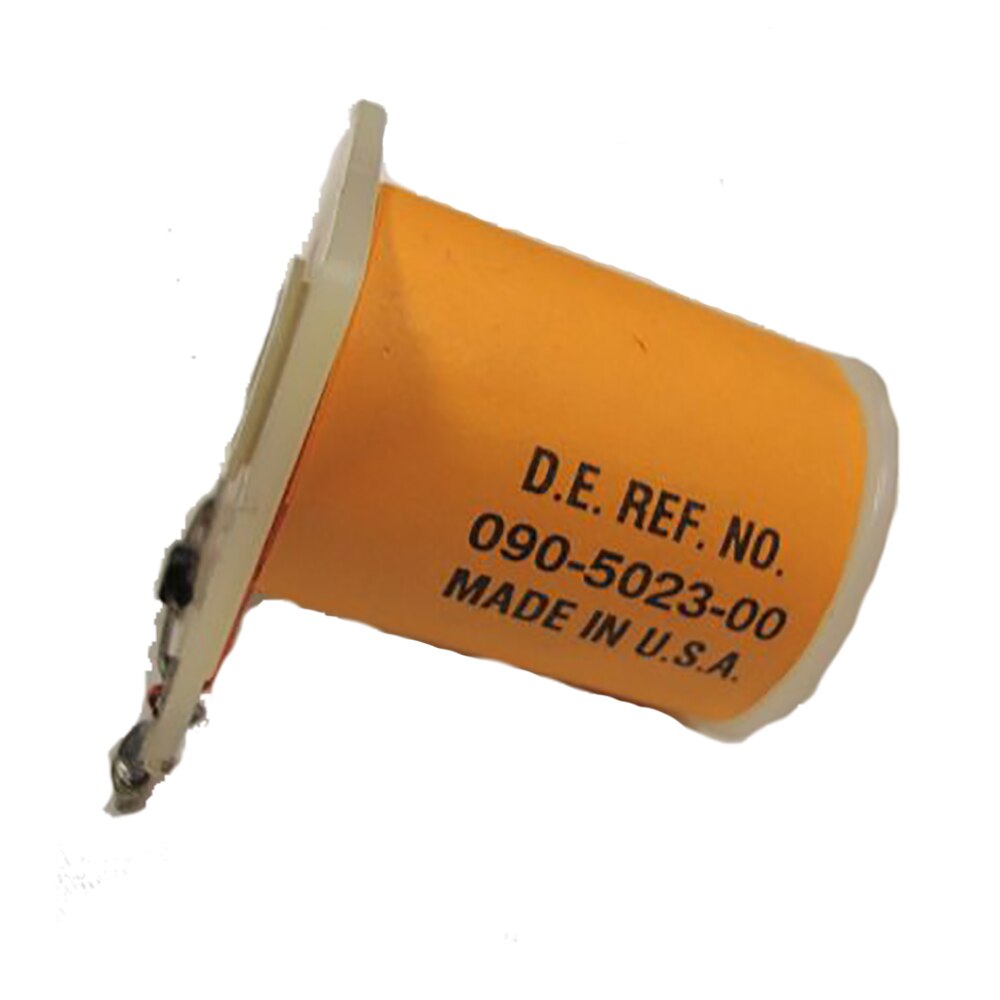 D.E. REF. NO.
090-5023-00
MADE IN U.S.A.